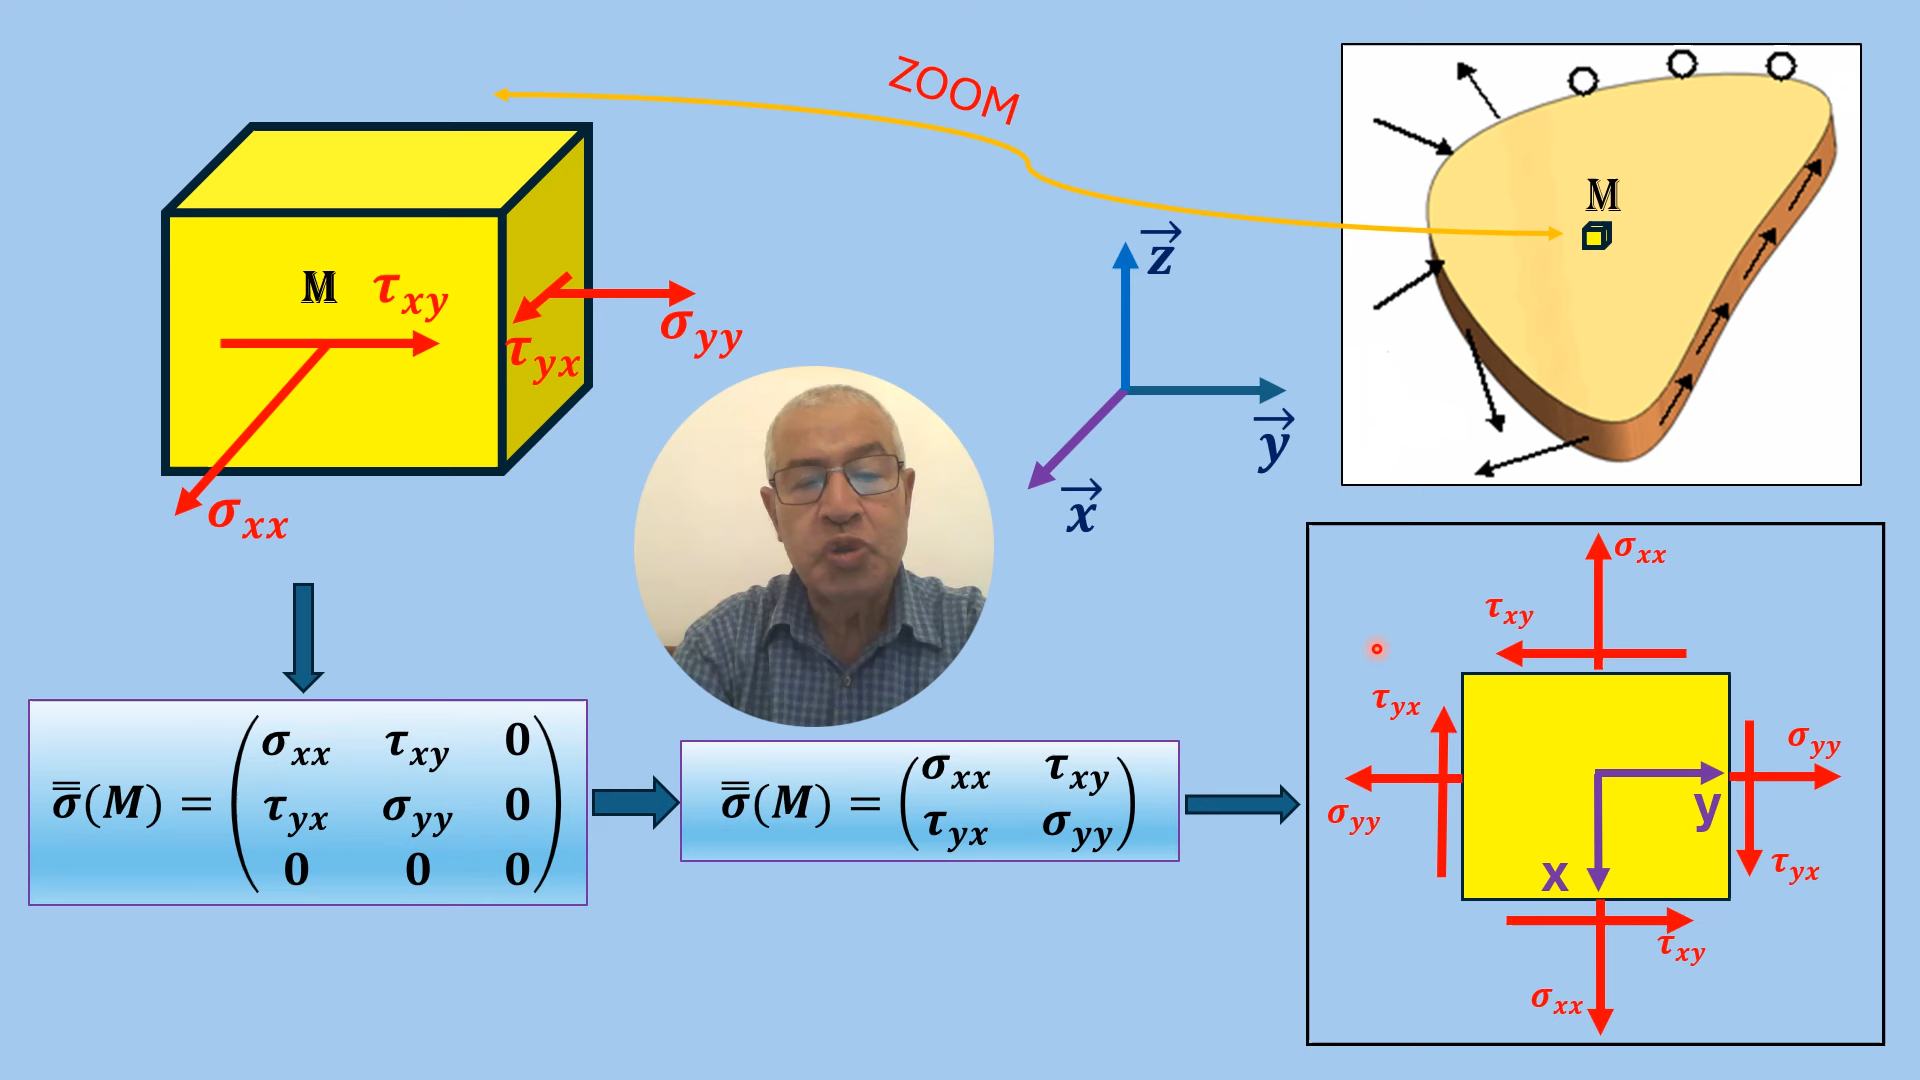 ZOOM
M
M
τxy
σyy
τyx
σxx
z⃗
y⃗
x⃗
σxx
τxy
τyx
σyy
σyy
y
x
τyx
τxy
σxx
σ̿(M) = (σxx τxy 0
τyx σyy 0
0 0 0)
σ̿(M) = (σxx τxy
τyx σyy)